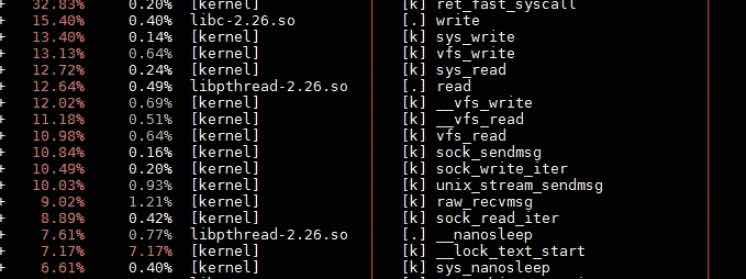 + 32.83% 0.20% [kernel] [k] ret_fast_syscall
+ 15.40% 0.40% libc-2.26.so [.] write
+ 13.40% 0.14% [kernel] [k] sys_write
+ 13.13% 0.64% [kernel] [k] vfs_write
+ 12.72% 0.24% [kernel] [k] sys_read
+ 12.64% 0.49% libpthread-2.26.so [.] read
+ 12.02% 0.69% [kernel] [k] __vfs_write
+ 11.18% 0.51% [kernel] [k] __vfs_read
+ 10.98% 0.64% [kernel] [k] vfs_read
+ 10.84% 0.16% [kernel] [k] sock_sendmsg
+ 10.49% 0.20% [kernel] [k] sock_write_iter
+ 10.03% 0.93% [kernel] [k] unix_stream_sendmsg
+ 9.02% 1.21% [kernel] [k] raw_recvmsg
+ 8.89% 0.42% [kernel] [k] sock_read_iter
+ 7.61% 0.77% libpthread-2.26.so [.] __nanosleep
+ 7.17% 7.17% [kernel] [k] __lock_text_start
+ 6.61% 0.40% [kernel] [k] sys_nanosleep